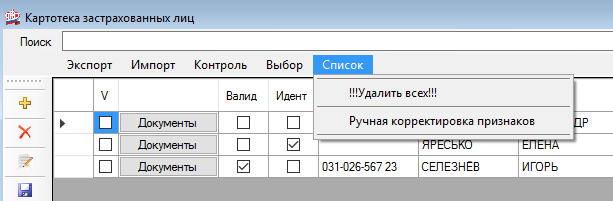 Картотека застрахованных лиц
Поиск
Экспорт Импорт Контроль Выбор Список
V Валид Идент
!!!Удалить всех!!!
Ручная корректировка признаков
Документы ДР
Документы ЯРЕСЬКО ЕЛЕНА
Документы 031-026-567 23 СЕЛЕЗНЁВ ИГОРЬ